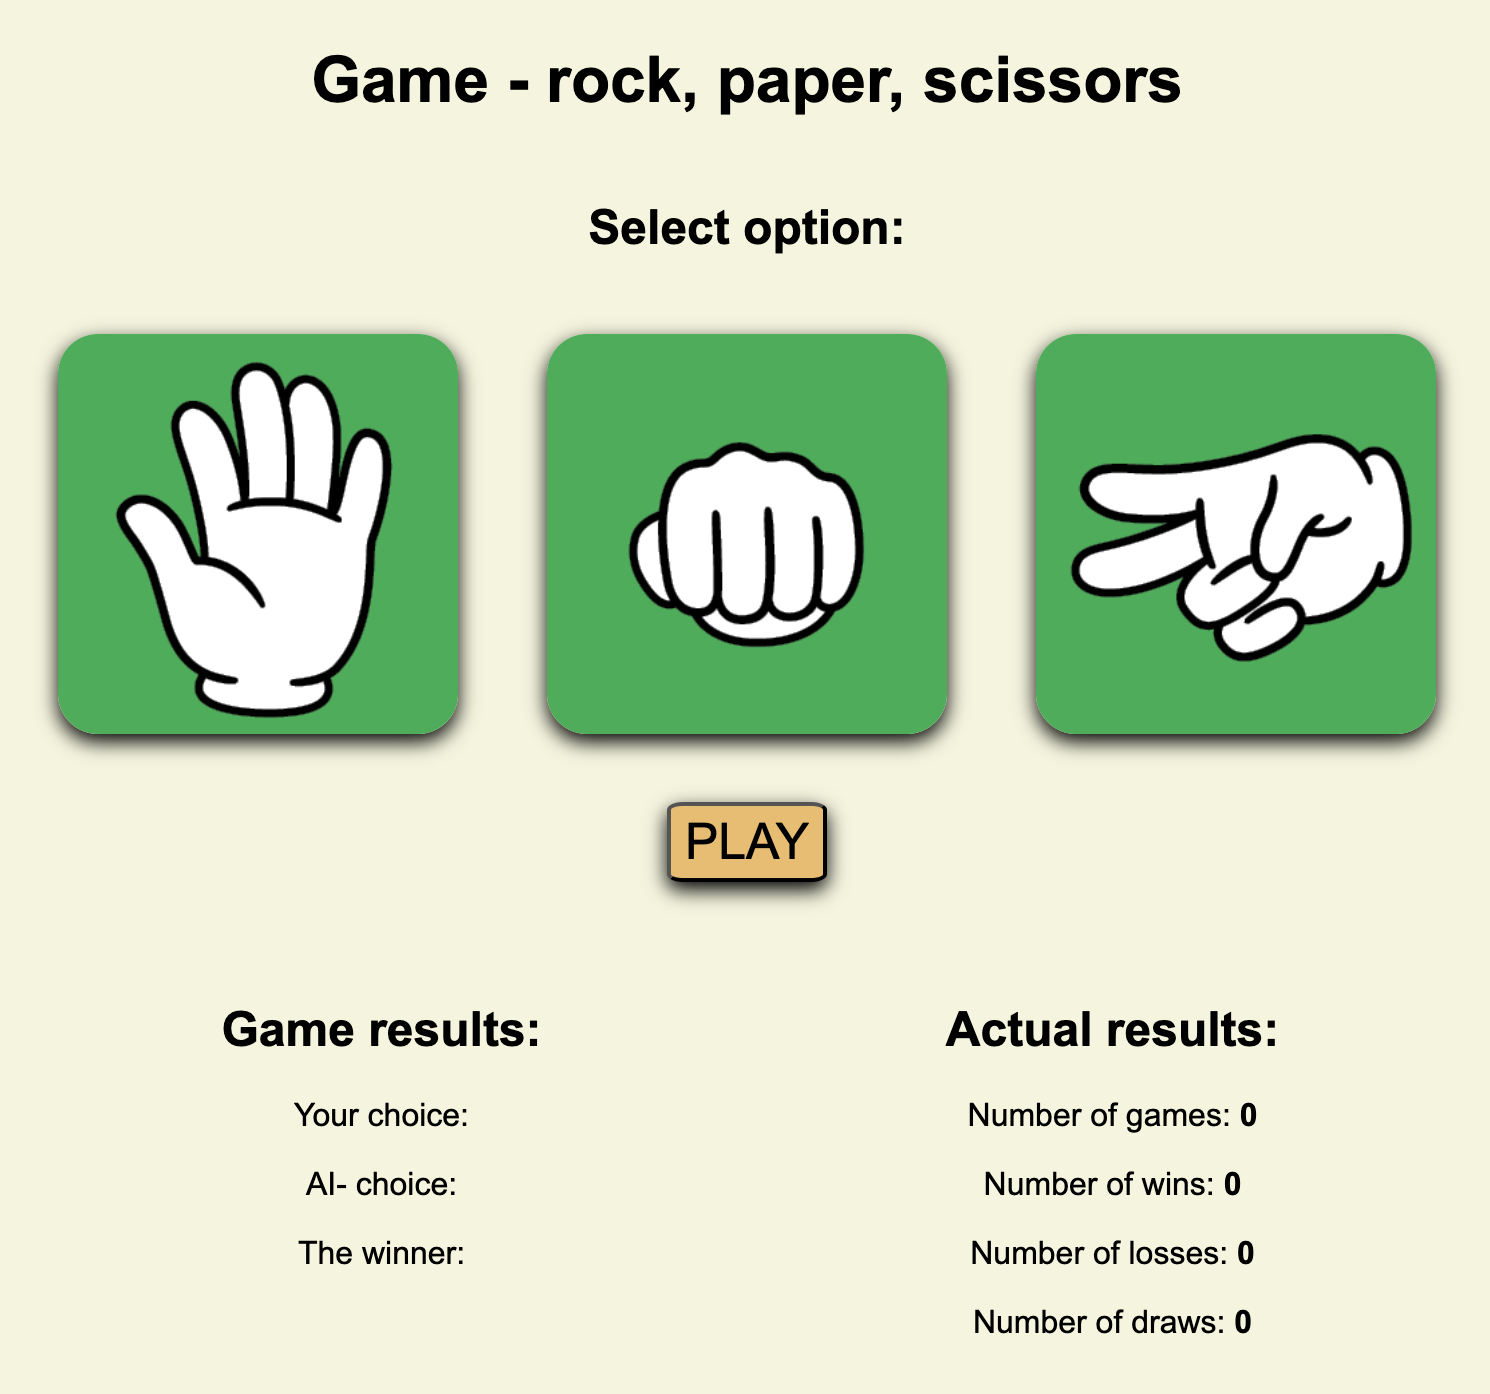 Game - rock, paper, scissors
Select option:
PLAY
Game results:
Your choice:
AI- choice:
The winner:
Actual results:
Number of games: 0
Number of wins: 0
Number of losses: 0
Number of draws: 0